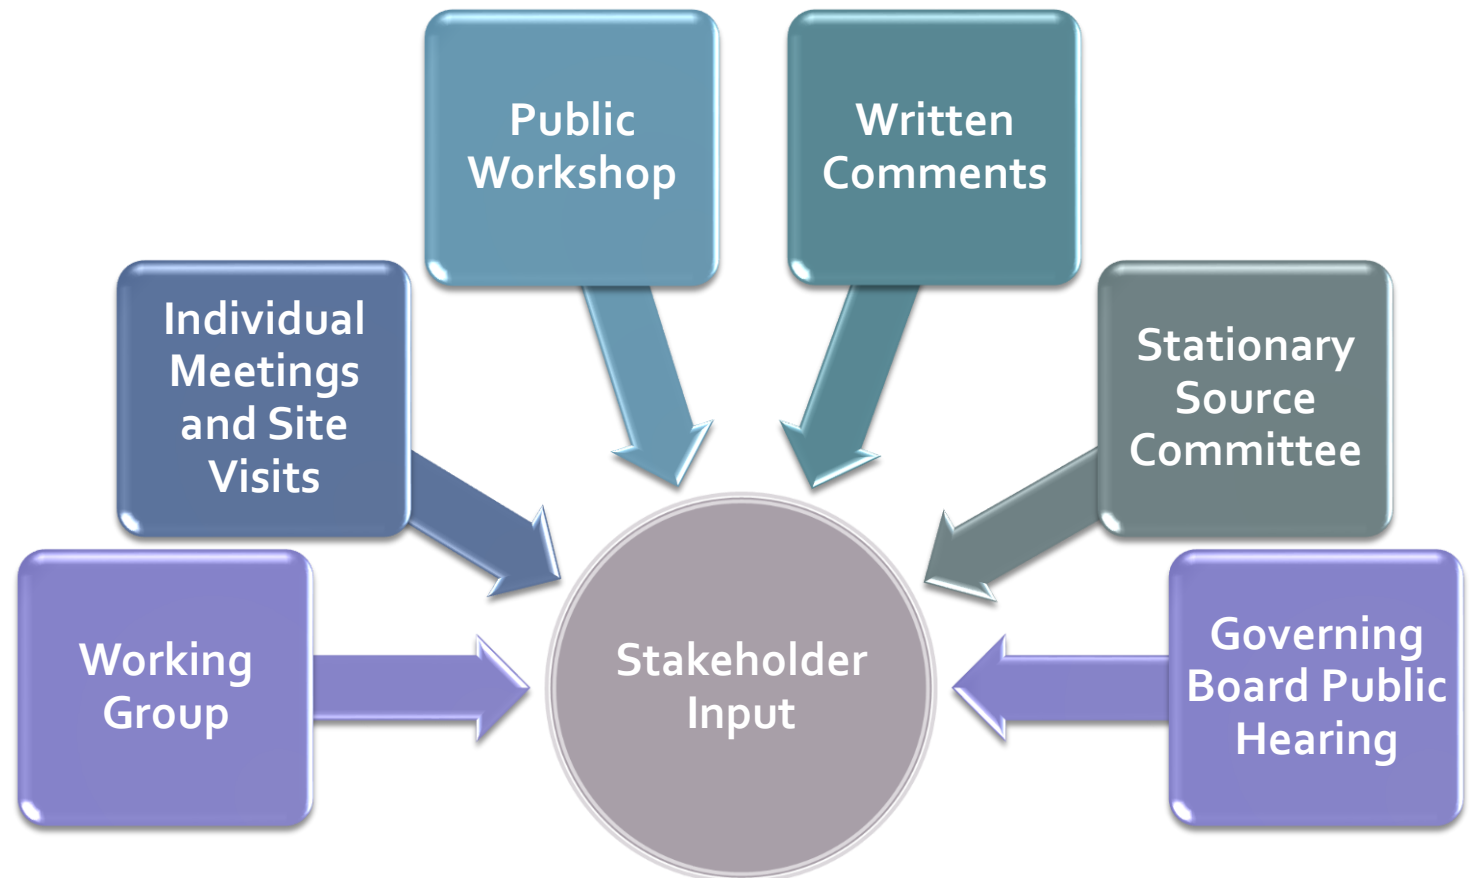 Public
Workshop
Written
Comments
Individual
Meetings
and Site
Visits
Stationary
Source
Committee
Working
Group
Stakeholder
Input
Governing
Board Public
Hearing